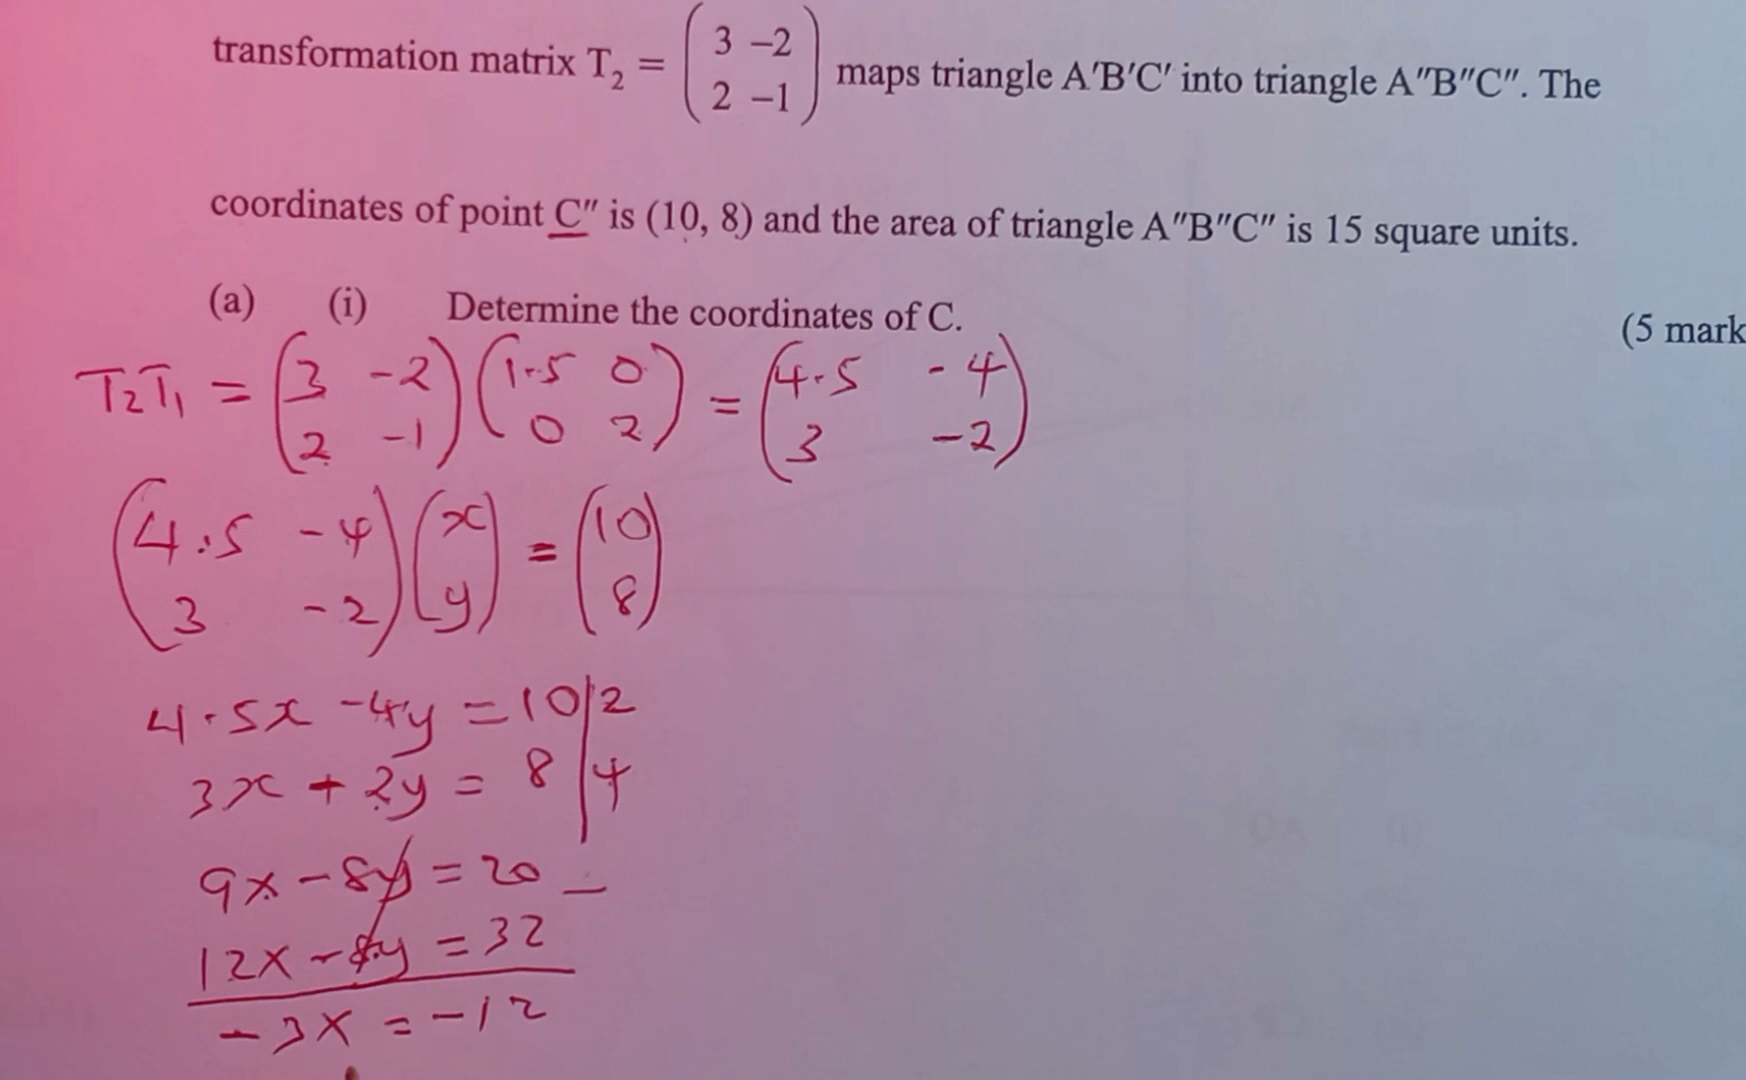 transformation matrix T₂ = (3 −2 / 2 −1) maps triangle A′B′C′ into triangle A″B″C″. The
coordinates of point C″ is (10, 8) and the area of triangle A″B″C″ is 15 square units.
(a) (i) Determine the coordinates of C.
(5 mark
T₂T₁ = (3 −2 / 2 −1) (1.5 0 / 0 2) = (4.5 −4 / 3 −2)
(4.5 −4 / 3 −2) (x / y) = (10 / 8)
4.5x −4y = 10 | 2
3x + 2y = 8 | 4
9x − 8y = 20 −
12x − 8y = 32
−3x = −12